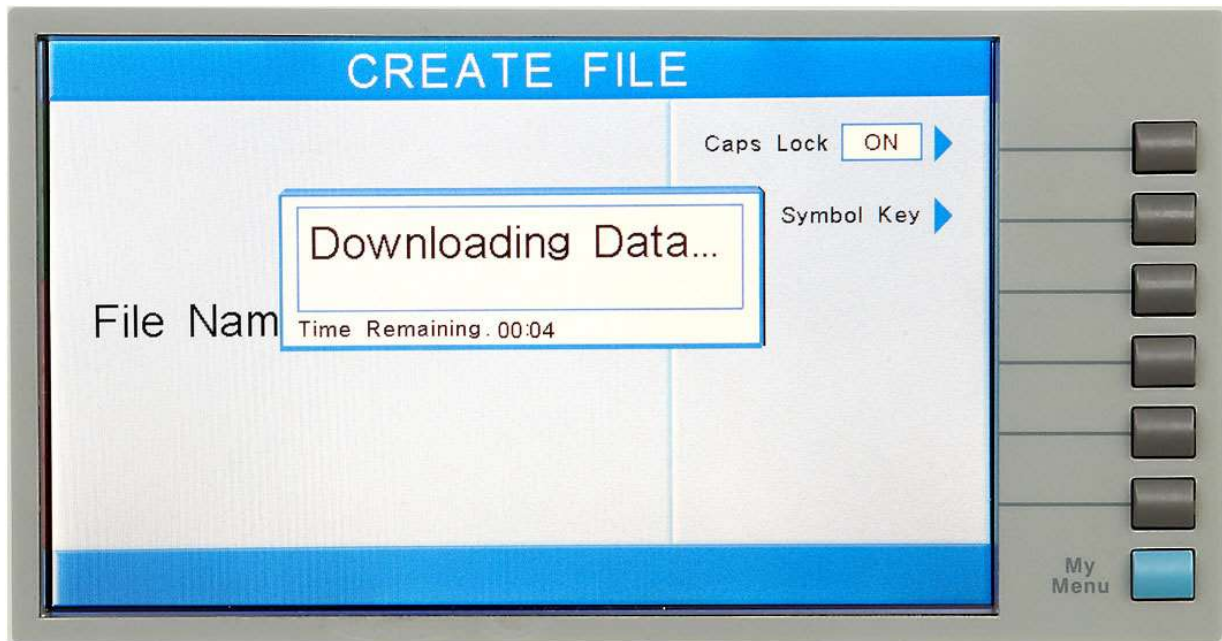 CREATE FILE
Caps Lock ON
Symbol Key
Downloading Data...
File Nam
Time Remaining. 00:04
My
Menu